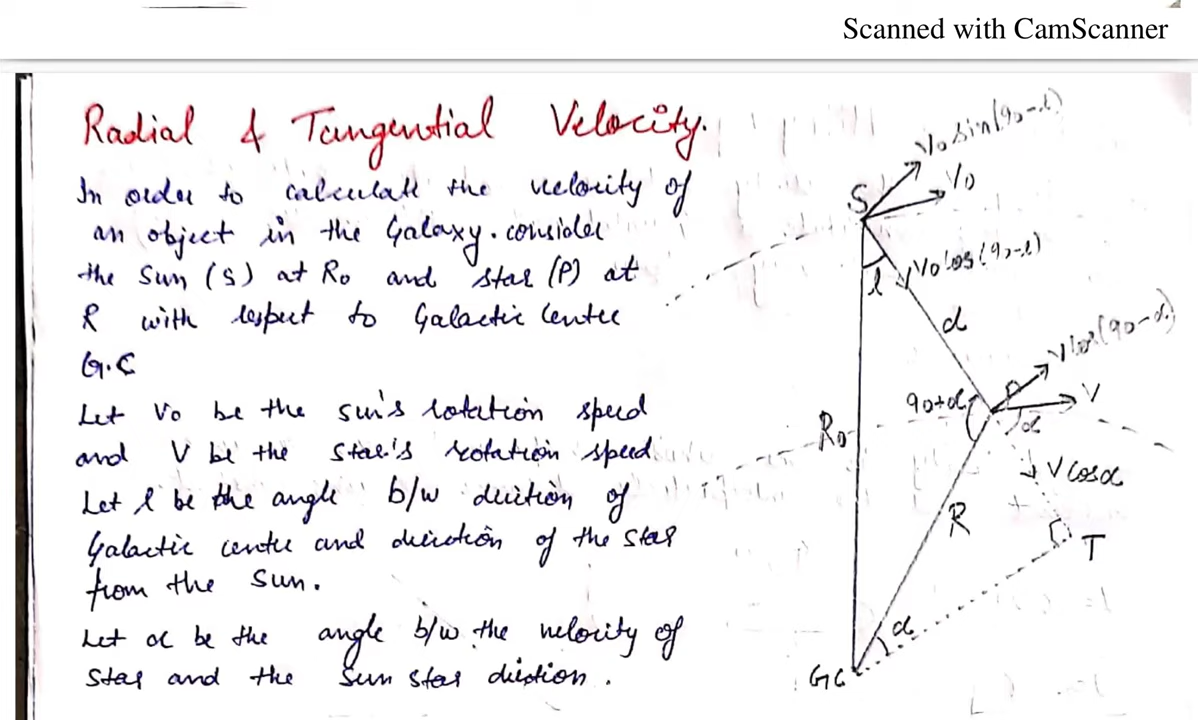 Scanned with CamScanner
Radial & Tangential Velocity.
In order to calculate the velocity of
an object in the Galaxy. consider
the Sun (S) at R₀ and star (P) at
R with respect to Galactic Centre
G.C
Let V₀ be the sun's rotation speed
and V be the star's rotation speed.
Let l be the angle b/w direction of
Galactic centre and direction of the star
from the Sun.
Let α be the angle b/w the velocity of
star and the Sun star direction.
V₀ Sin(90-l)
S
V₀
V₀ Cos(90-l)
l
d
V Cos(90-α)
90+α
P
V
α
R₀
V Cosα
R
T
α
GC